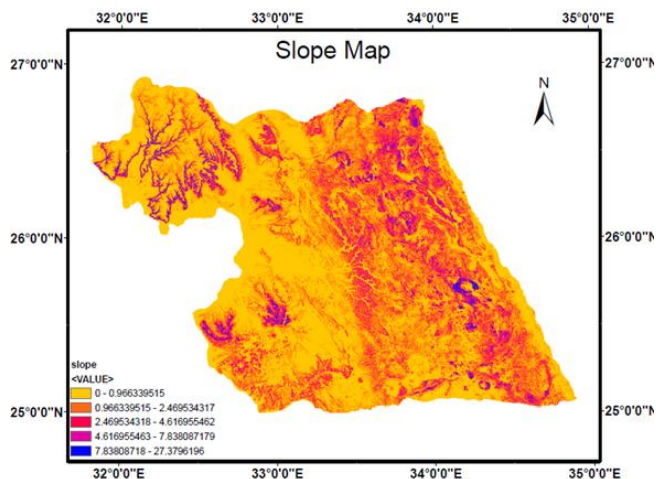 32°0'0"E 33°0'0"E 34°0'0"E 35°0'0"E
Slope Map
27°0'0"N 27°0'0"N
N
26°0'0"N 26°0'0"N
slope
<VALUE>
0 - 0.966339515
0.966339515 - 2.469534317
2.469534318 - 4.616955462
4.616955463 - 7.838087179
7.83808718 - 27.3796196
25°0'0"N 25°0'0"N
32°0'0"E 33°0'0"E 34°0'0"E 35°0'0"E